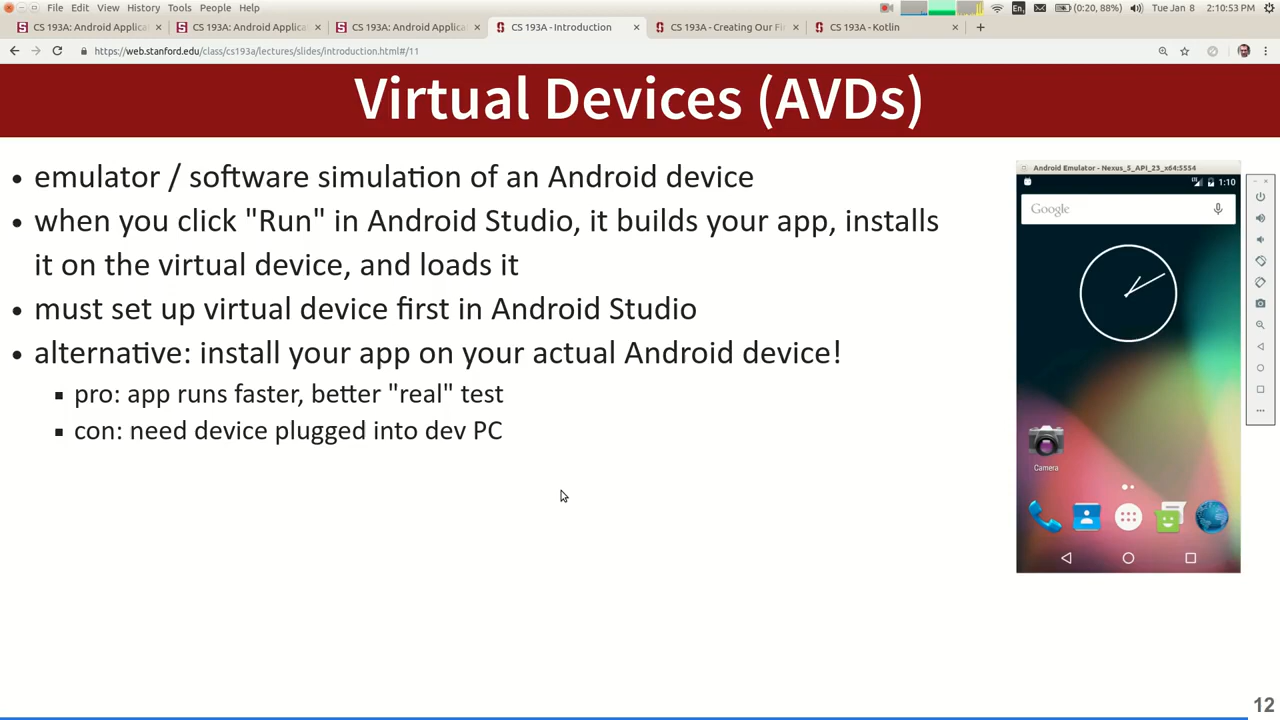 File Edit View History Tools People Help
En (0:20, 88%) Tue Jan 8 2:10:53 PM
CS 193A: Android Applica × CS 193A: Android Applica × CS 193A: Android Applica × CS 193A - Introduction × CS 193A - Creating Our Fi × CS 193A - Kotlin ×
https://web.stanford.edu/class/cs193a/lectures/slides/introduction.html#/11
Virtual Devices (AVDs)
• emulator / software simulation of an Android device
• when you click "Run" in Android Studio, it builds your app, installs
it on the virtual device, and loads it
• must set up virtual device first in Android Studio
• alternative: install your app on your actual Android device!
▪ pro: app runs faster, better "real" test
▪ con: need device plugged into dev PC
Android Emulator - Nexus_5_API_23_x64:5554
1:10
Google
Camera
12